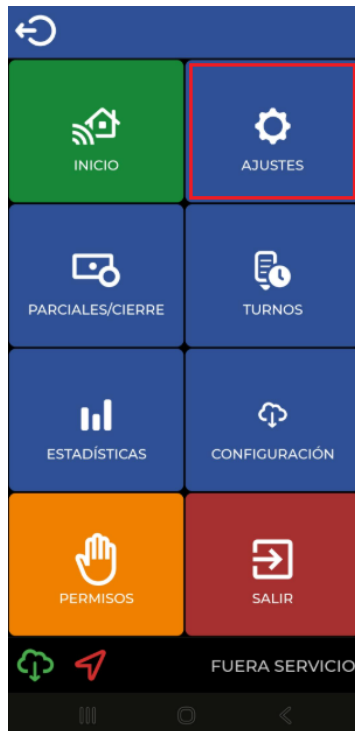 INICIO
AJUSTES
PARCIALES/CIERRE
TURNOS
ESTADÍSTICAS
CONFIGURACIÓN
PERMISOS
SALIR
FUERA SERVICIO